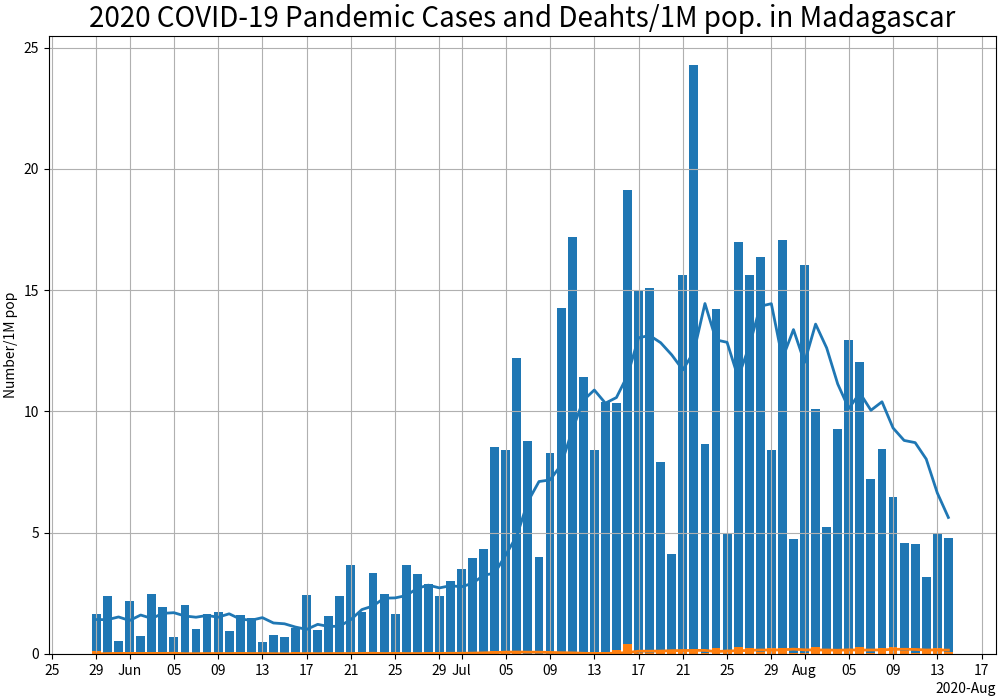 2020 COVID-19 Pandemic Cases and Deahts/1M pop. in Madagascar
Number/1M pop
25
20
15
10
5
0
25 29 Jun 05 09 13 17 21 25 29 Jul 05 09 13 17 21 25 29 Aug 05 09 13 17
2020-Aug